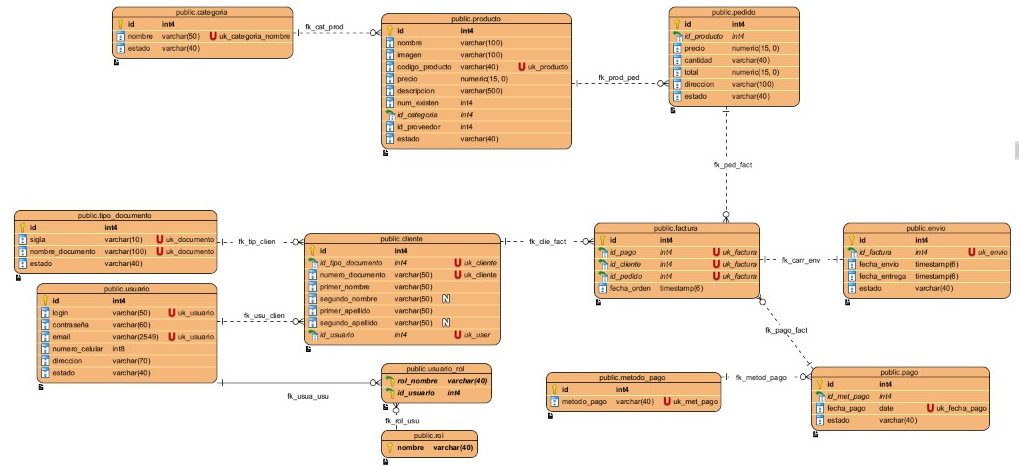 public.categoria
id int4
nombre varchar(50) U uk_categoria_nombre
estado varchar(40)
fk_cat_prod
public.producto
id int4
nombre varchar(100)
imagen varchar(100)
codigo_producto varchar(40) U uk_producto
precio numeric(15, 0)
descripcion varchar(500)
num_existen int4
id_categoria int4
id_proveedor int4
estado varchar(40)
fk_prod_ped
public.pedido
id int4
id_producto int4
precio numeric(15, 0)
cantidad varchar(40)
total numeric(15, 0)
direccion varchar(100)
estado varchar(40)
fk_ped_fact
public.tipo_documento
id int4
sigla varchar(10) U uk_documento
nombre_documento varchar(100) U uk_documento
estado varchar(40)
fk_tip_clien
public.usuario
id int4
login varchar(50) U uk_usuario
contraseña varchar(60)
email varchar(2549) U uk_usuario
numero_celular int8
direccion varchar(70)
estado varchar(40)
fk_usu_clien
public.cliente
id int4
id_tipo_documento int4 U uk_cliente
numero_documento varchar(50) U uk_cliente
primer_nombre varchar(50)
segundo_nombre varchar(50) N
primer_apellido varchar(50)
segundo_apellido varchar(50) N
id_usuario int4 U uk_user
fk_clie_fact
public.factura
id int4
id_pago int4 U uk_factura
id_cliente int4 U uk_factura
id_pedido int4 U uk_factura
fecha_orden timestamp(6)
fk_carr_env
public.envio
id int4
id_factura int4 U uk_envio
fecha_envio timestamp(6)
fecha_entrega timestamp(6)
estado varchar(40)
fk_pago_fact
fk_usua_usu
public.usuario_rol
rol_nombre varchar(40)
id_usuario int4
fk_rol_usu
public.rol
nombre varchar(40)
public.metodo_pago
id int4
metodo_pago varchar(40) U uk_met_pago
fk_metod_pago
public.pago
id int4
id_met_pago int4
fecha_pago date U uk_fecha_pago
estado varchar(40)